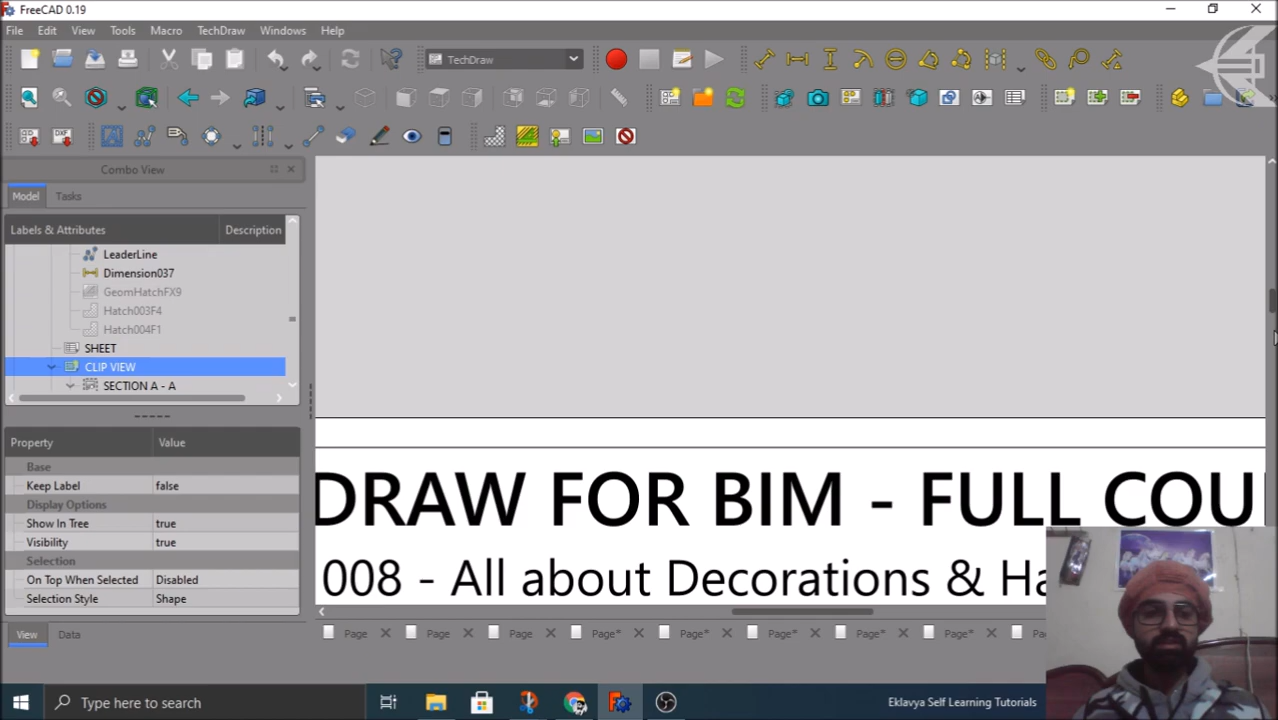 FreeCAD 0.19
File Edit View Tools Macro TechDraw Windows Help
TechDraw
Combo View
Model Tasks
Labels & Attributes Description
LeaderLine
Dimension037
GeomHatchFX9
Hatch003F4
Hatch004F1
SHEET
CLIP VIEW
SECTION A - A
Property Value
Base
Keep Label false
Display Options
Show In Tree true
Visibility true
Selection
On Top When Selected Disabled
Selection Style Shape
View Data
DRAW FOR BIM - FULL COU
008 - All about Decorations & Ha
Page Page Page Page* Page* Page* Page* Page* Pa
Type here to search
Eklavya Self Learning Tutorials